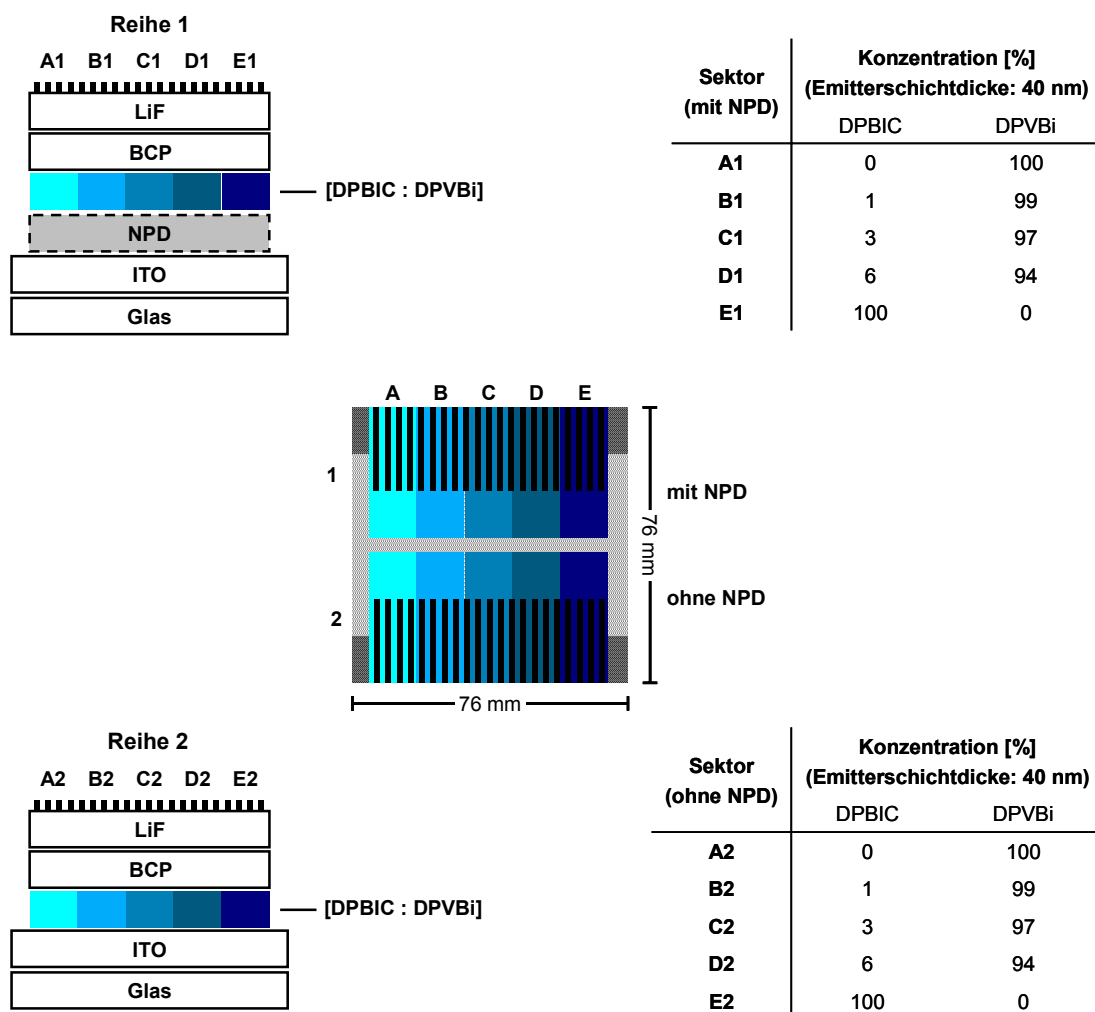 Reihe 1
A1 B1 C1 D1 E1
LiF
BCP
[DPBIC : DPVBi]
NPD
ITO
Glas
Sektor
(mit NPD)
Konzentration [%]
(Emitterschichtdicke: 40 nm)
DPBIC DPVBi
A1 0 100
B1 1 99
C1 3 97
D1 6 94
E1 100 0
A B C D E
1
mit NPD
76 mm
ohne NPD
2
76 mm
Reihe 2
A2 B2 C2 D2 E2
LiF
BCP
[DPBIC : DPVBi]
ITO
Glas
Sektor
(ohne NPD)
Konzentration [%]
(Emitterschichtdicke: 40 nm)
DPBIC DPVBi
A2 0 100
B2 1 99
C2 3 97
D2 6 94
E2 100 0